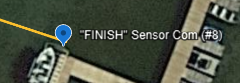 "FINISH" Sensor Com (#8)